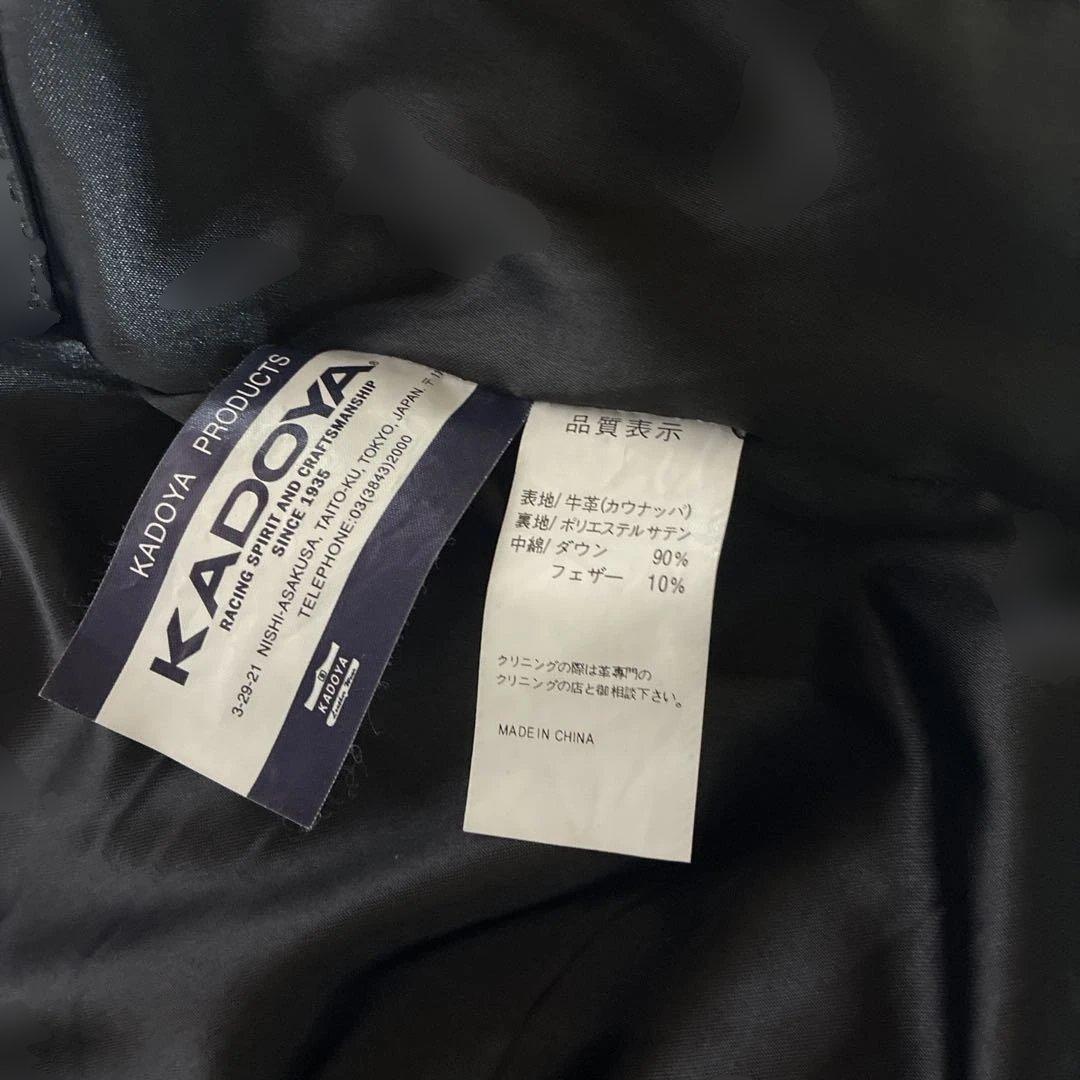 KADOYA PRODUCTS
KADOYA®
RACING SPIRIT AND CRAFTSMANSHIP
SINCE 1935
3-29-21 NISHI-ASAKUSA, TAITO-KU, TOKYO, JAPAN. 〒
TELEPHONE:03(3843)2000
KADOYA
品質表示
表地/牛革(カウナッパ)
裏地/ポリエステルサテン
中綿/ダウン 90%
フェザー 10%
クリニングの際は革専門の
クリニングの店と御相談下さい。
MADE IN CHINA